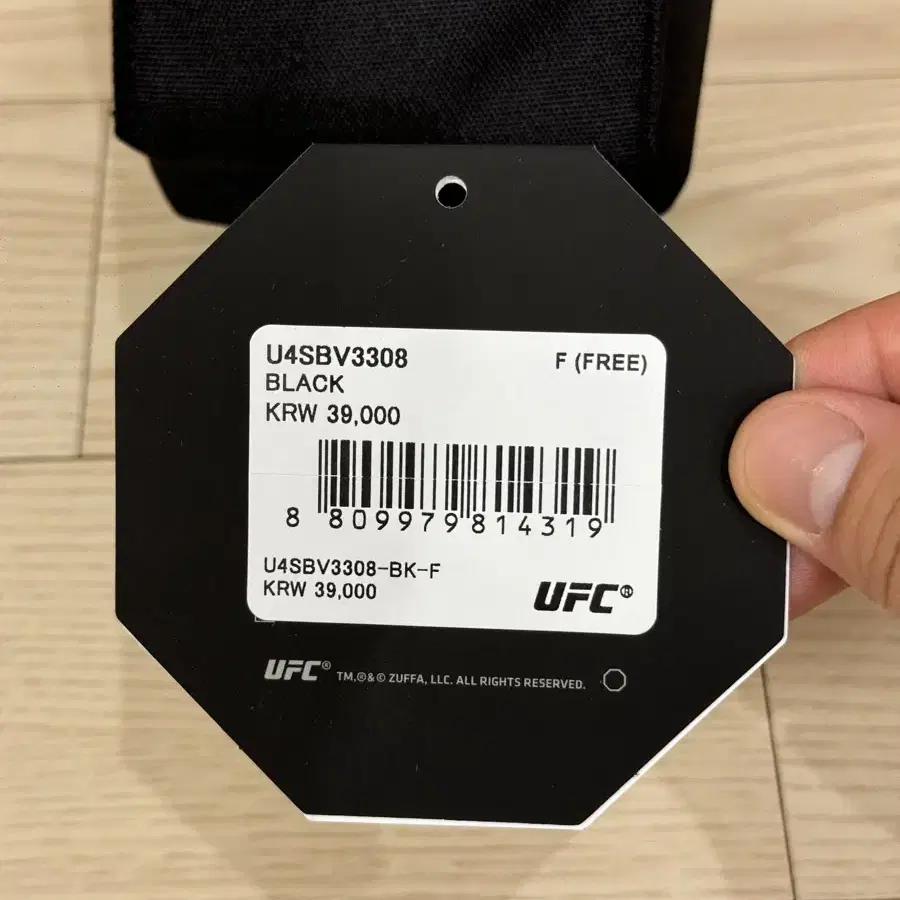 U4SBV3308 F (FREE)
BLACK
KRW 39,000
8 809979 814319
U4SBV3308-BK-F
KRW 39,000
UFC®
UFC® TM,®&© ZUFFA, LLC. ALL RIGHTS RESERVED.